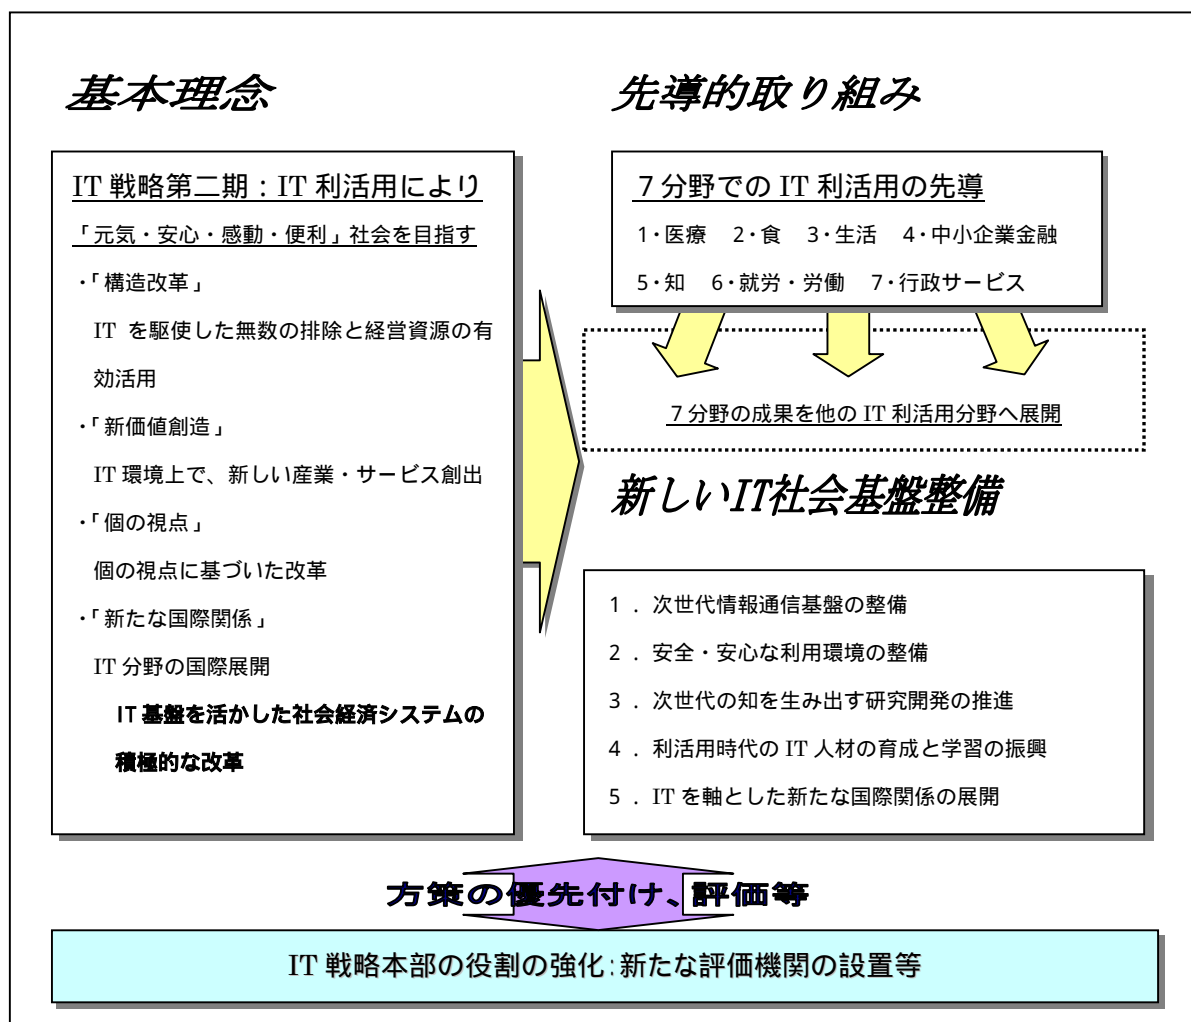 基本理念
IT 戦略第二期：IT 利活用により
「元気・安心・感動・便利」社会を目指す
・「構造改革」
IT を駆使した無数の排除と経営資源の有
効活用
・「新価値創造」
IT 環境上で、新しい産業・サービス創出
・「個の視点」
個の視点に基づいた改革
・「新たな国際関係」
IT 分野の国際展開
IT 基盤を活かした社会経済システムの
積極的な改革
先導的取り組み
７分野での IT 利活用の先導
1・医療 2・食 3・生活 4・中小企業金融
5・知 6・就労・労働 7・行政サービス
７分野の成果を他の IT 利活用分野へ展開
新しいIT社会基盤整備
1．次世代情報通信基盤の整備
2．安全・安心な利用環境の整備
3．次世代の知を生み出す研究開発の推進
4．利活用時代の IT 人材の育成と学習の振興
5．IT を軸とした新たな国際関係の展開
方策の優先付け、評価等
IT 戦略本部の役割の強化：新たな評価機関の設置等